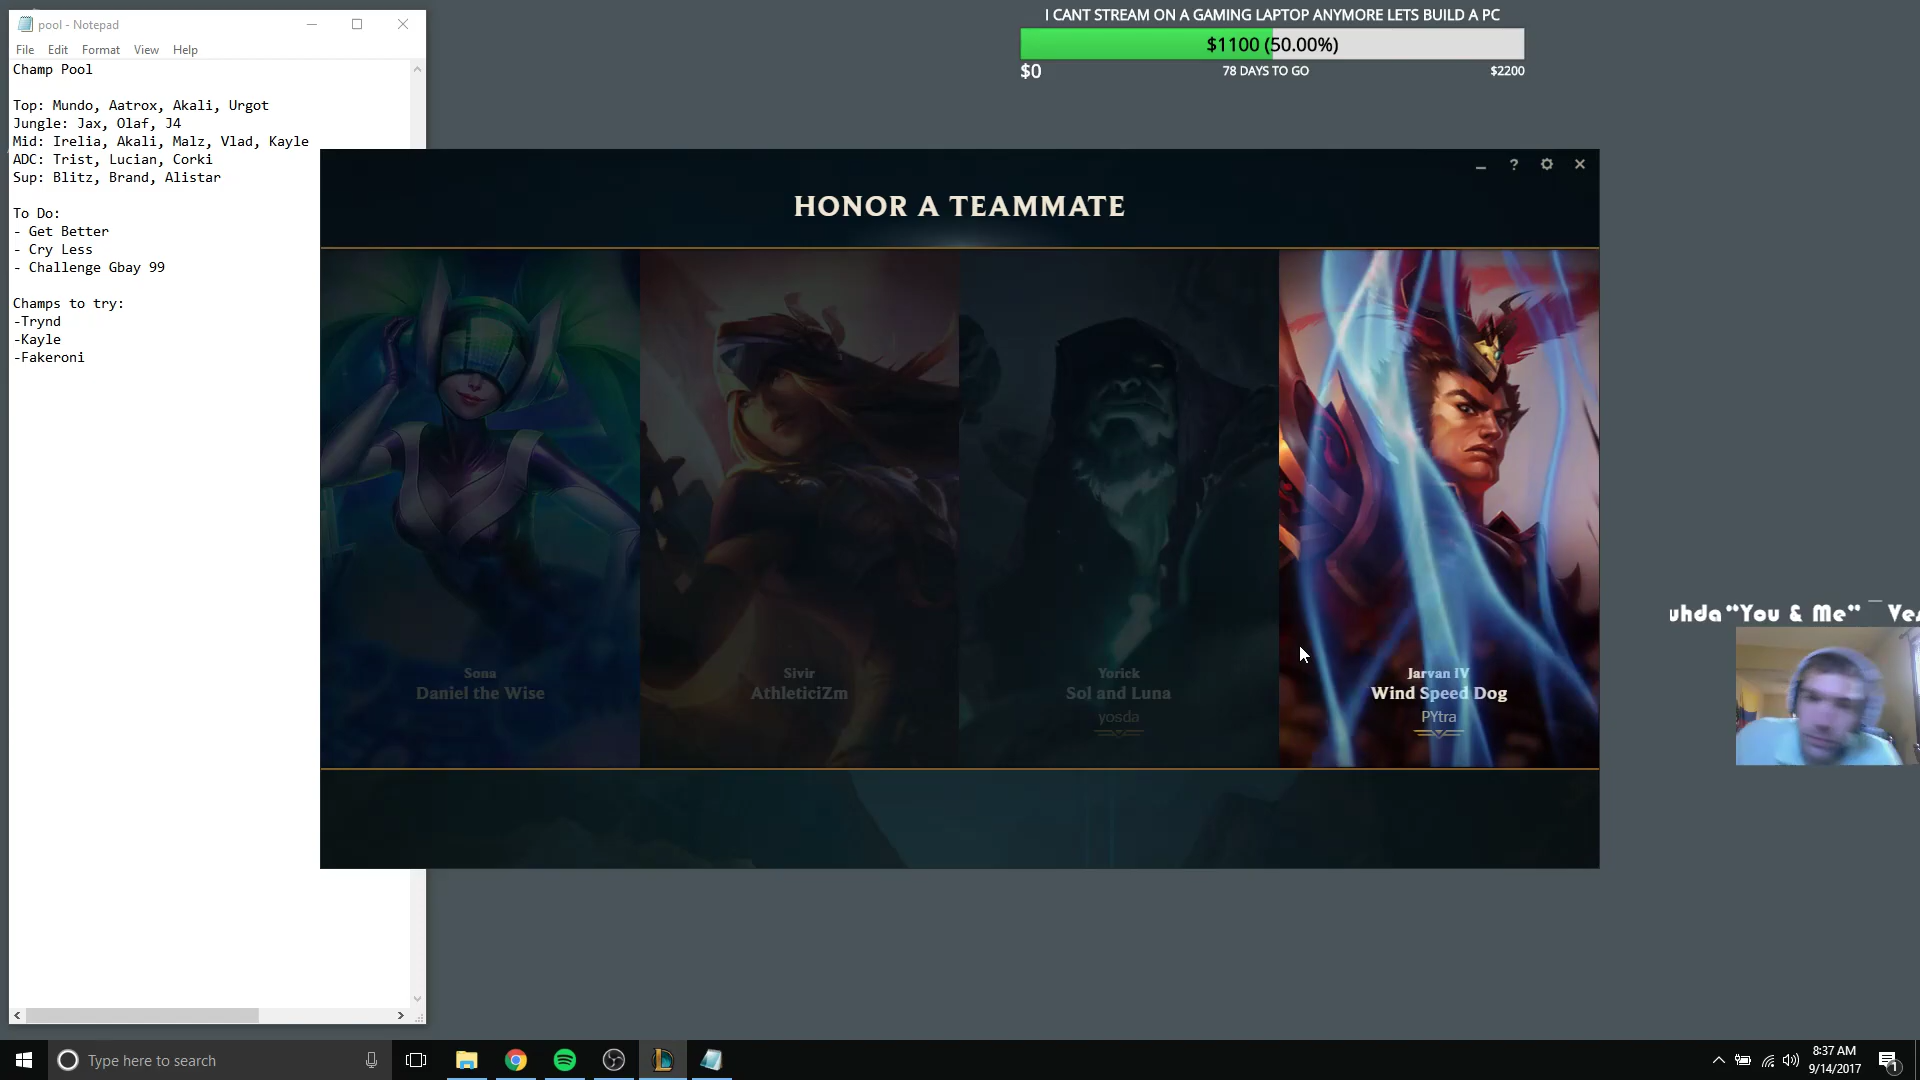 pool - Notepad
File Edit Format View Help
Champ Pool
Top: Mundo, Aatrox, Akali, Urgot
Jungle: Jax, Olaf, J4
Mid: Irelia, Akali, Malz, Vlad, Kayle
ADC: Trist, Lucian, Corki
Sup: Blitz, Brand, Alistar
To Do:
- Get Better
- Cry Less
- Challenge Gbay 99
Champs to try:
-Trynd
-Kayle
-Fakeroni
I CANT STREAM ON A GAMING LAPTOP ANYMORE LETS BUILD A PC
$1100 (50.00%)
$0 78 DAYS TO GO $2200
HONOR A TEAMMATE
Sona
Daniel the Wise
Sivir
AthleticiZm
Yorick
Sol and Luna
yosda
Jarvan IV
Wind Speed Dog
PYtra
uhda "You & Me" Ves
Type here to search
8:37 AM
9/14/2017
1